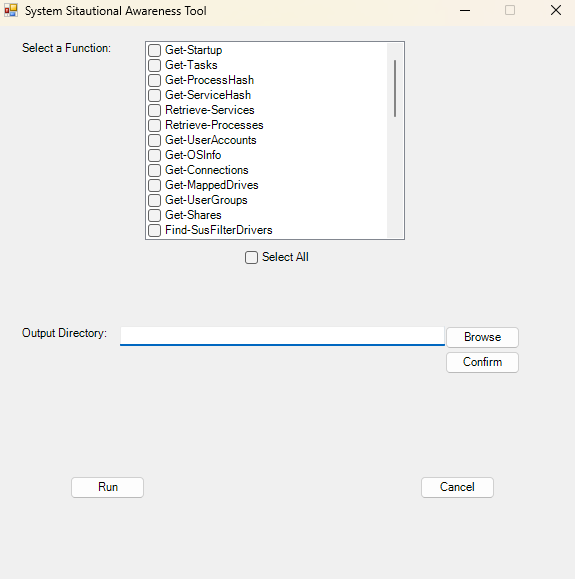 System Sitautional Awareness Tool
Select a Function:
Get-Startup
Get-Tasks
Get-ProcessHash
Get-ServiceHash
Retrieve-Services
Retrieve-Processes
Get-UserAccounts
Get-OSInfo
Get-Connections
Get-MappedDrives
Get-UserGroups
Get-Shares
Find-SusFilterDrivers
Select All
Output Directory:
Browse
Confirm
Run
Cancel